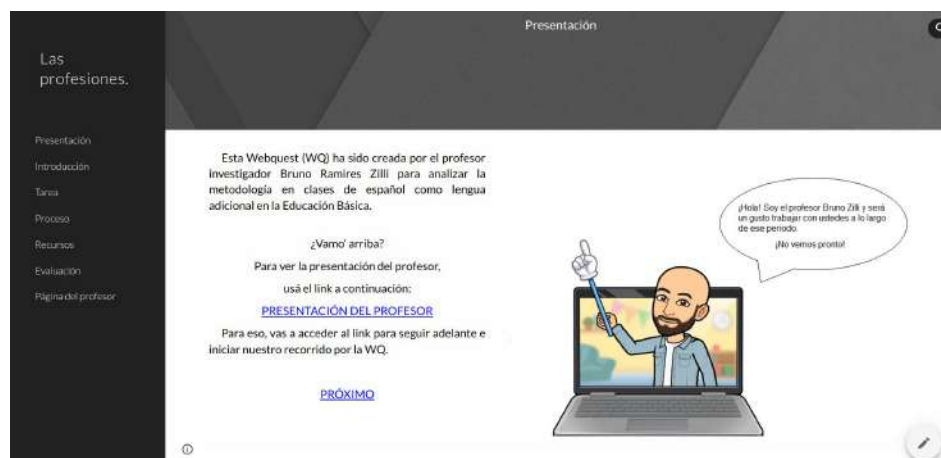 Presentación
Las
profesiones.
Presentación
Introducción
Tarea
Proceso
Recursos
Evaluación
Página del profesor
Esta Webquest (WQ) ha sido creada por el profesor
investigador Bruno Ramires Zilli para analizar la
metodología en clases de español como lengua
adicional en la Educación Básica.
¿Vamo' arriba?
Para ver la presentación del profesor,
usá el link a continuación:
PRESENTACIÓN DEL PROFESOR
Para eso, vas a acceder al link para seguir adelante e
iniciar nuestro recorrido por la WQ.
PRÓXIMO
¡Hola! Soy el profesor Bruno Zilli y será
un gusto trabajar con ustedes a lo largo
de ese periodo.
¡No vemos pronto!